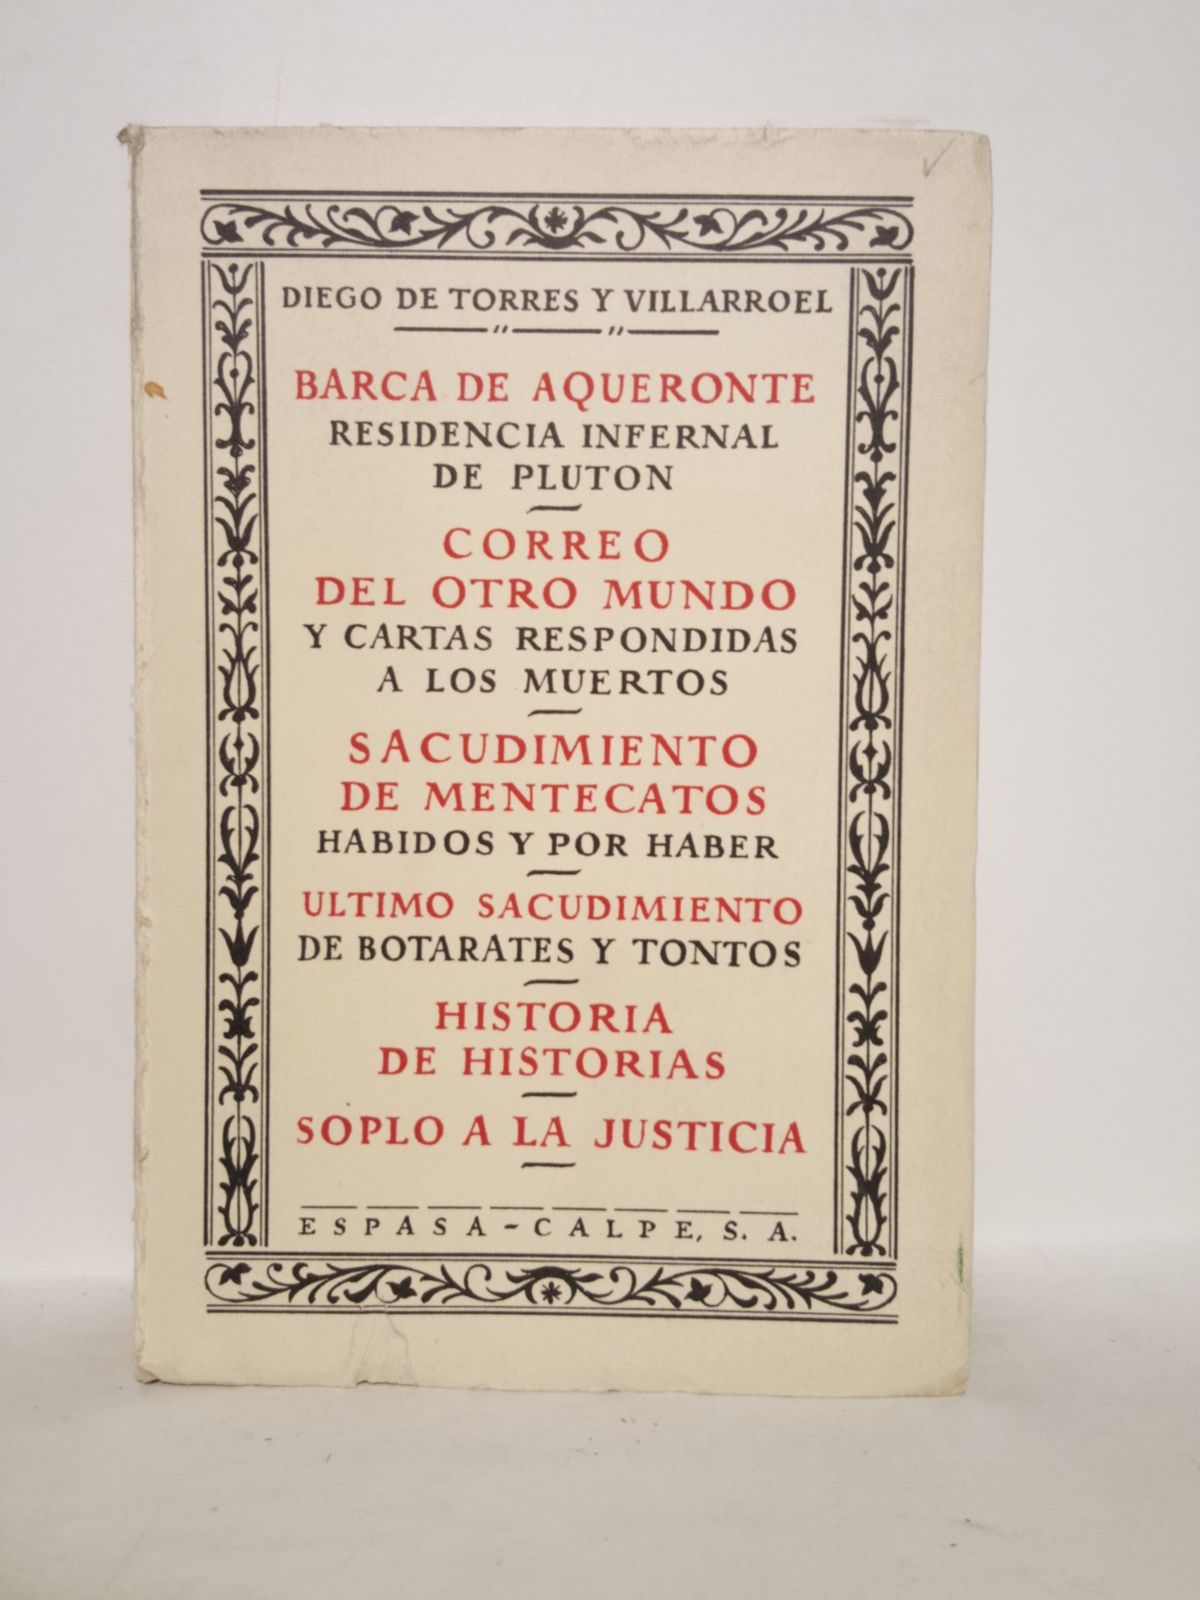 DIEGO DE TORRES Y VILLARROEL
BARCA DE AQUERONTE
RESIDENCIA INFERNAL
DE PLUTON
CORREO
DEL OTRO MUNDO
Y CARTAS RESPONDIDAS
A LOS MUERTOS
SACUDIMIENTO
DE MENTECATOS
HABIDOS Y POR HABER
ULTIMO SACUDIMIENTO
DE BOTARATES Y TONTOS
HISTORIA
DE HISTORIAS
SOPLO A LA JUSTICIA
ESPASA-CALPE, S. A.